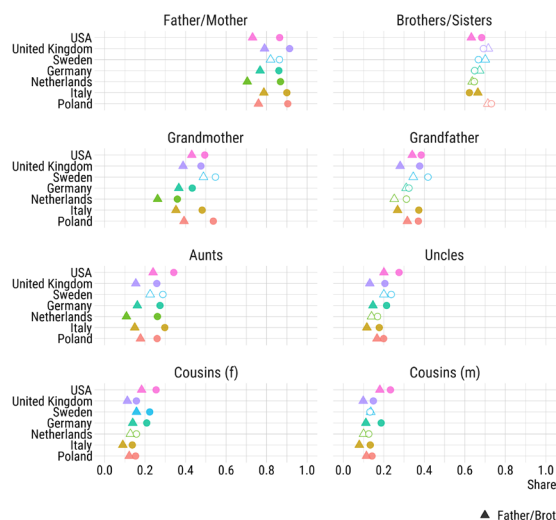 Father/Mother Brothers/Sisters
USA
United Kingdom
Sweden
Germany
Netherlands
Italy
Poland
Grandmother Grandfather
USA
United Kingdom
Sweden
Germany
Netherlands
Italy
Poland
Aunts Uncles
USA
United Kingdom
Sweden
Germany
Netherlands
Italy
Poland
Cousins (f) Cousins (m)
USA
United Kingdom
Sweden
Germany
Netherlands
Italy
Poland
0.0 0.2 0.4 0.6 0.8 1.0 0.0 0.2 0.4 0.6 0.8 1.0
Share
Father/Brot